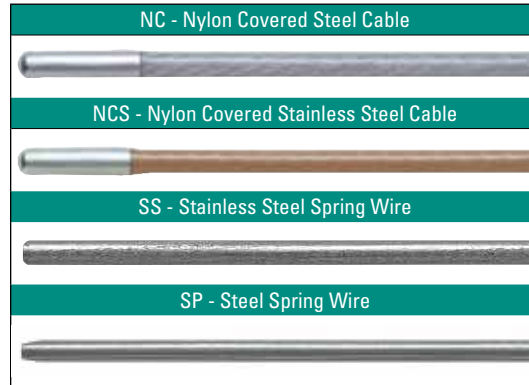 NC - Nylon Covered Steel Cable
NCS - Nylon Covered Stainless Steel Cable
SS - Stainless Steel Spring Wire
SP - Steel Spring Wire